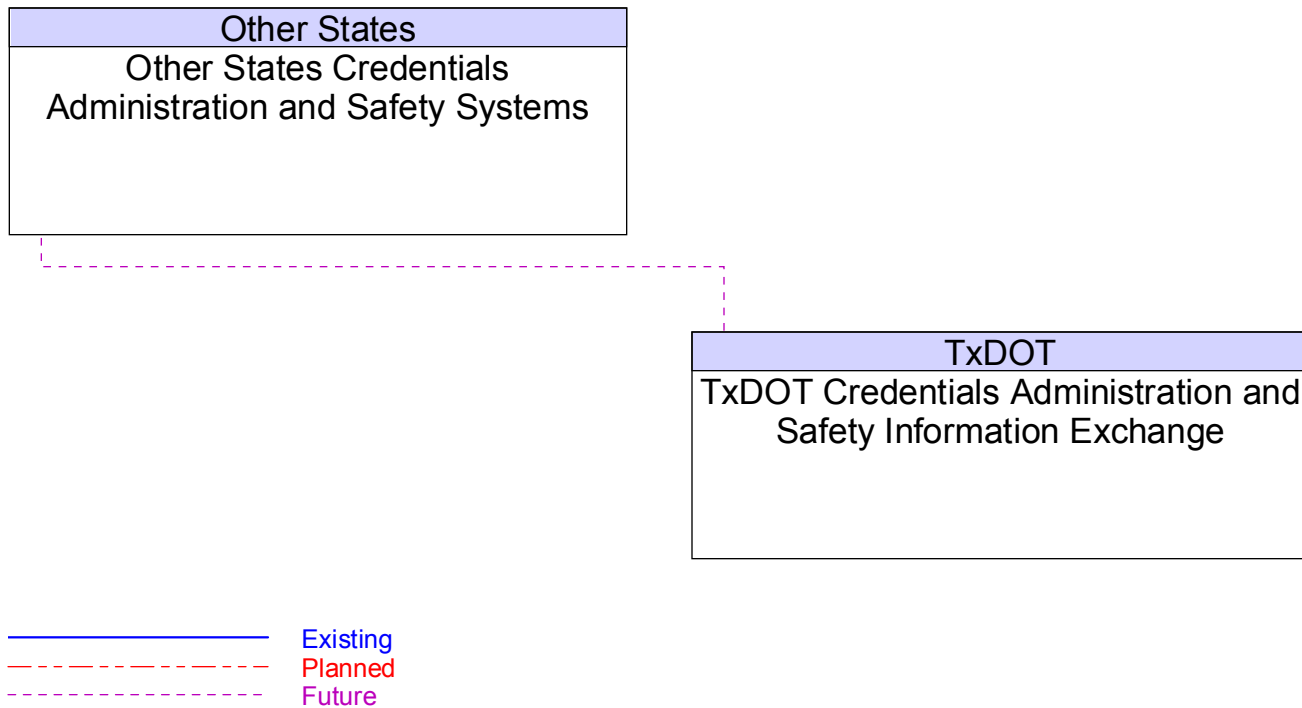 Other States
Other States Credentials
Administration and Safety Systems
TxDOT
TxDOT Credentials Administration and
Safety Information Exchange
Existing
Planned
Future